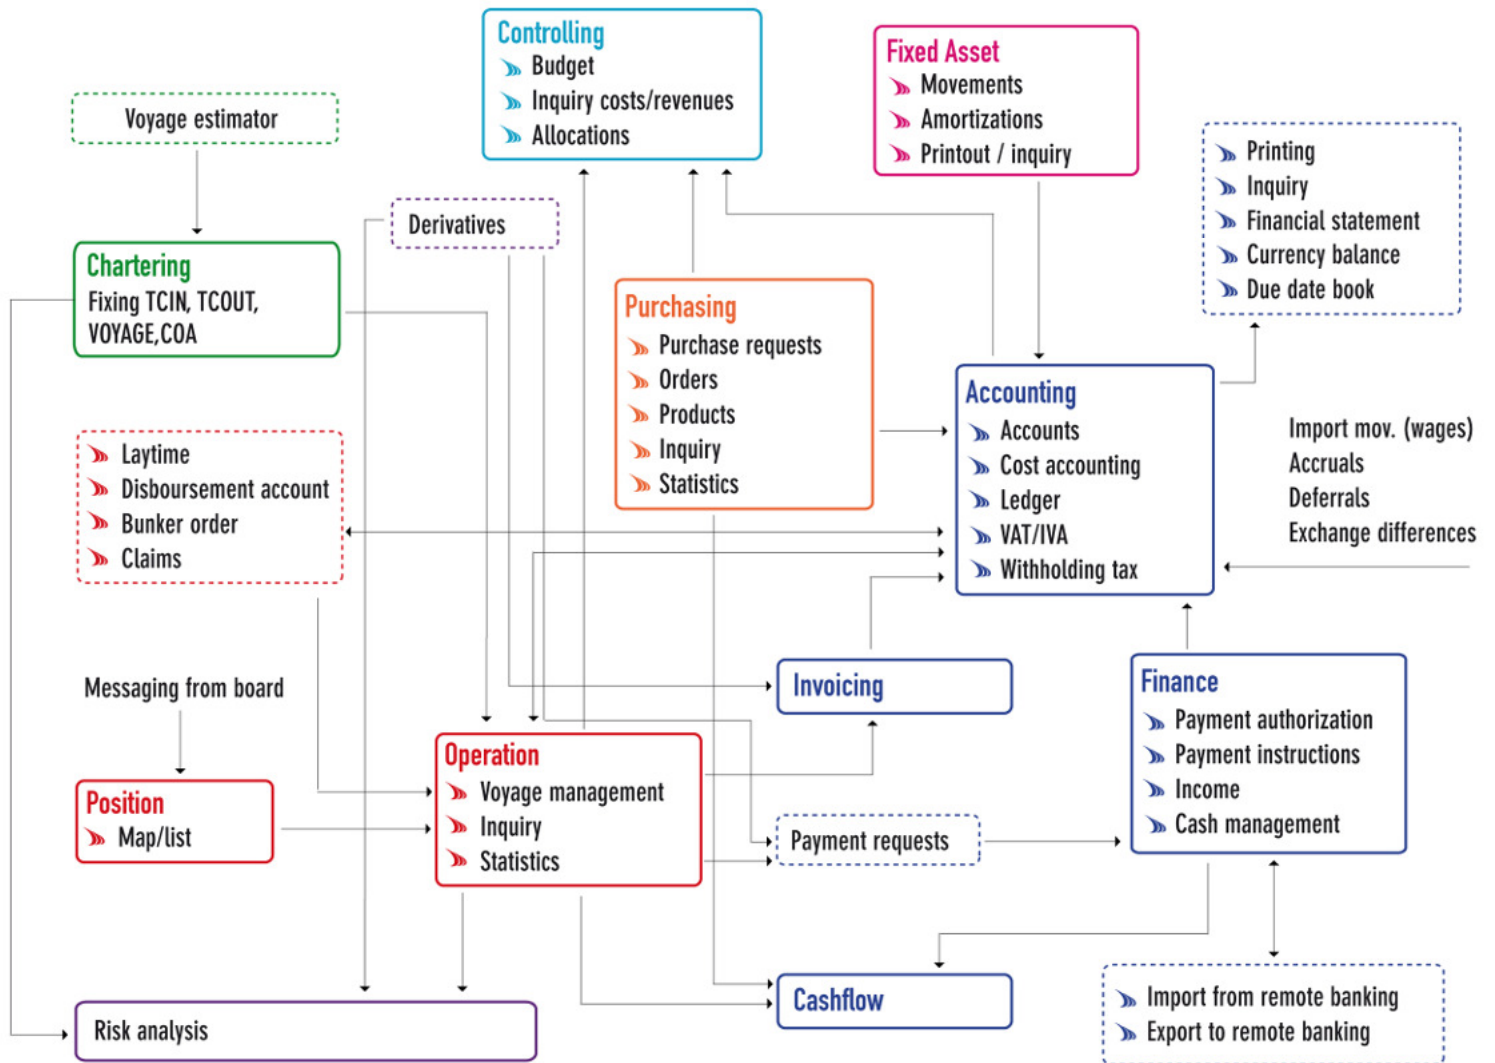 Controlling
Budget
Inquiry costs/revenues
Allocations
Fixed Asset
Movements
Amortizations
Printout / inquiry
Voyage estimator
Printing
Inquiry
Financial statement
Currency balance
Due date book
Derivatives
Chartering
Fixing TCIN, TCOUT,
VOYAGE,COA
Purchasing
Purchase requests
Orders
Products
Inquiry
Statistics
Accounting
Accounts
Cost accounting
Ledger
VAT/IVA
Withholding tax
Import mov. (wages)
Accruals
Deferrals
Exchange differences
Laytime
Disboursement account
Bunker order
Claims
Messaging from board
Position
Map/list
Operation
Voyage management
Inquiry
Statistics
Invoicing
Payment requests
Finance
Payment authorization
Payment instructions
Income
Cash management
Cashflow
Import from remote banking
Export to remote banking
Risk analysis